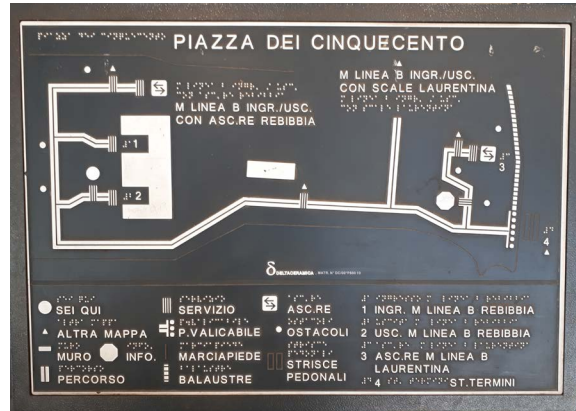 PIAZZA DEI CINQUECENTO
M LINEA B INGR./USC.
CON ASC.RE REBIBBIA
M LINEA B INGR./USC.
CON SCALE LAURENTINA
1
2
3
4
DELTACERAMICA
SEI QUI
ALTRA MAPPA
MURO
INFO.
PERCORSO
SERVIZIO
P.VALICABILE
MARCIAPIEDE
BALAUSTRE
ASC.RE
OSTACOLI
STRISCE
PEDONALI
1 INGR. M LINEA B REBIBBIA
2 USC. M LINEA B REBIBBIA
3 ASC.RE M LINEA B
LAURENTINA
4 ST.TERMINI